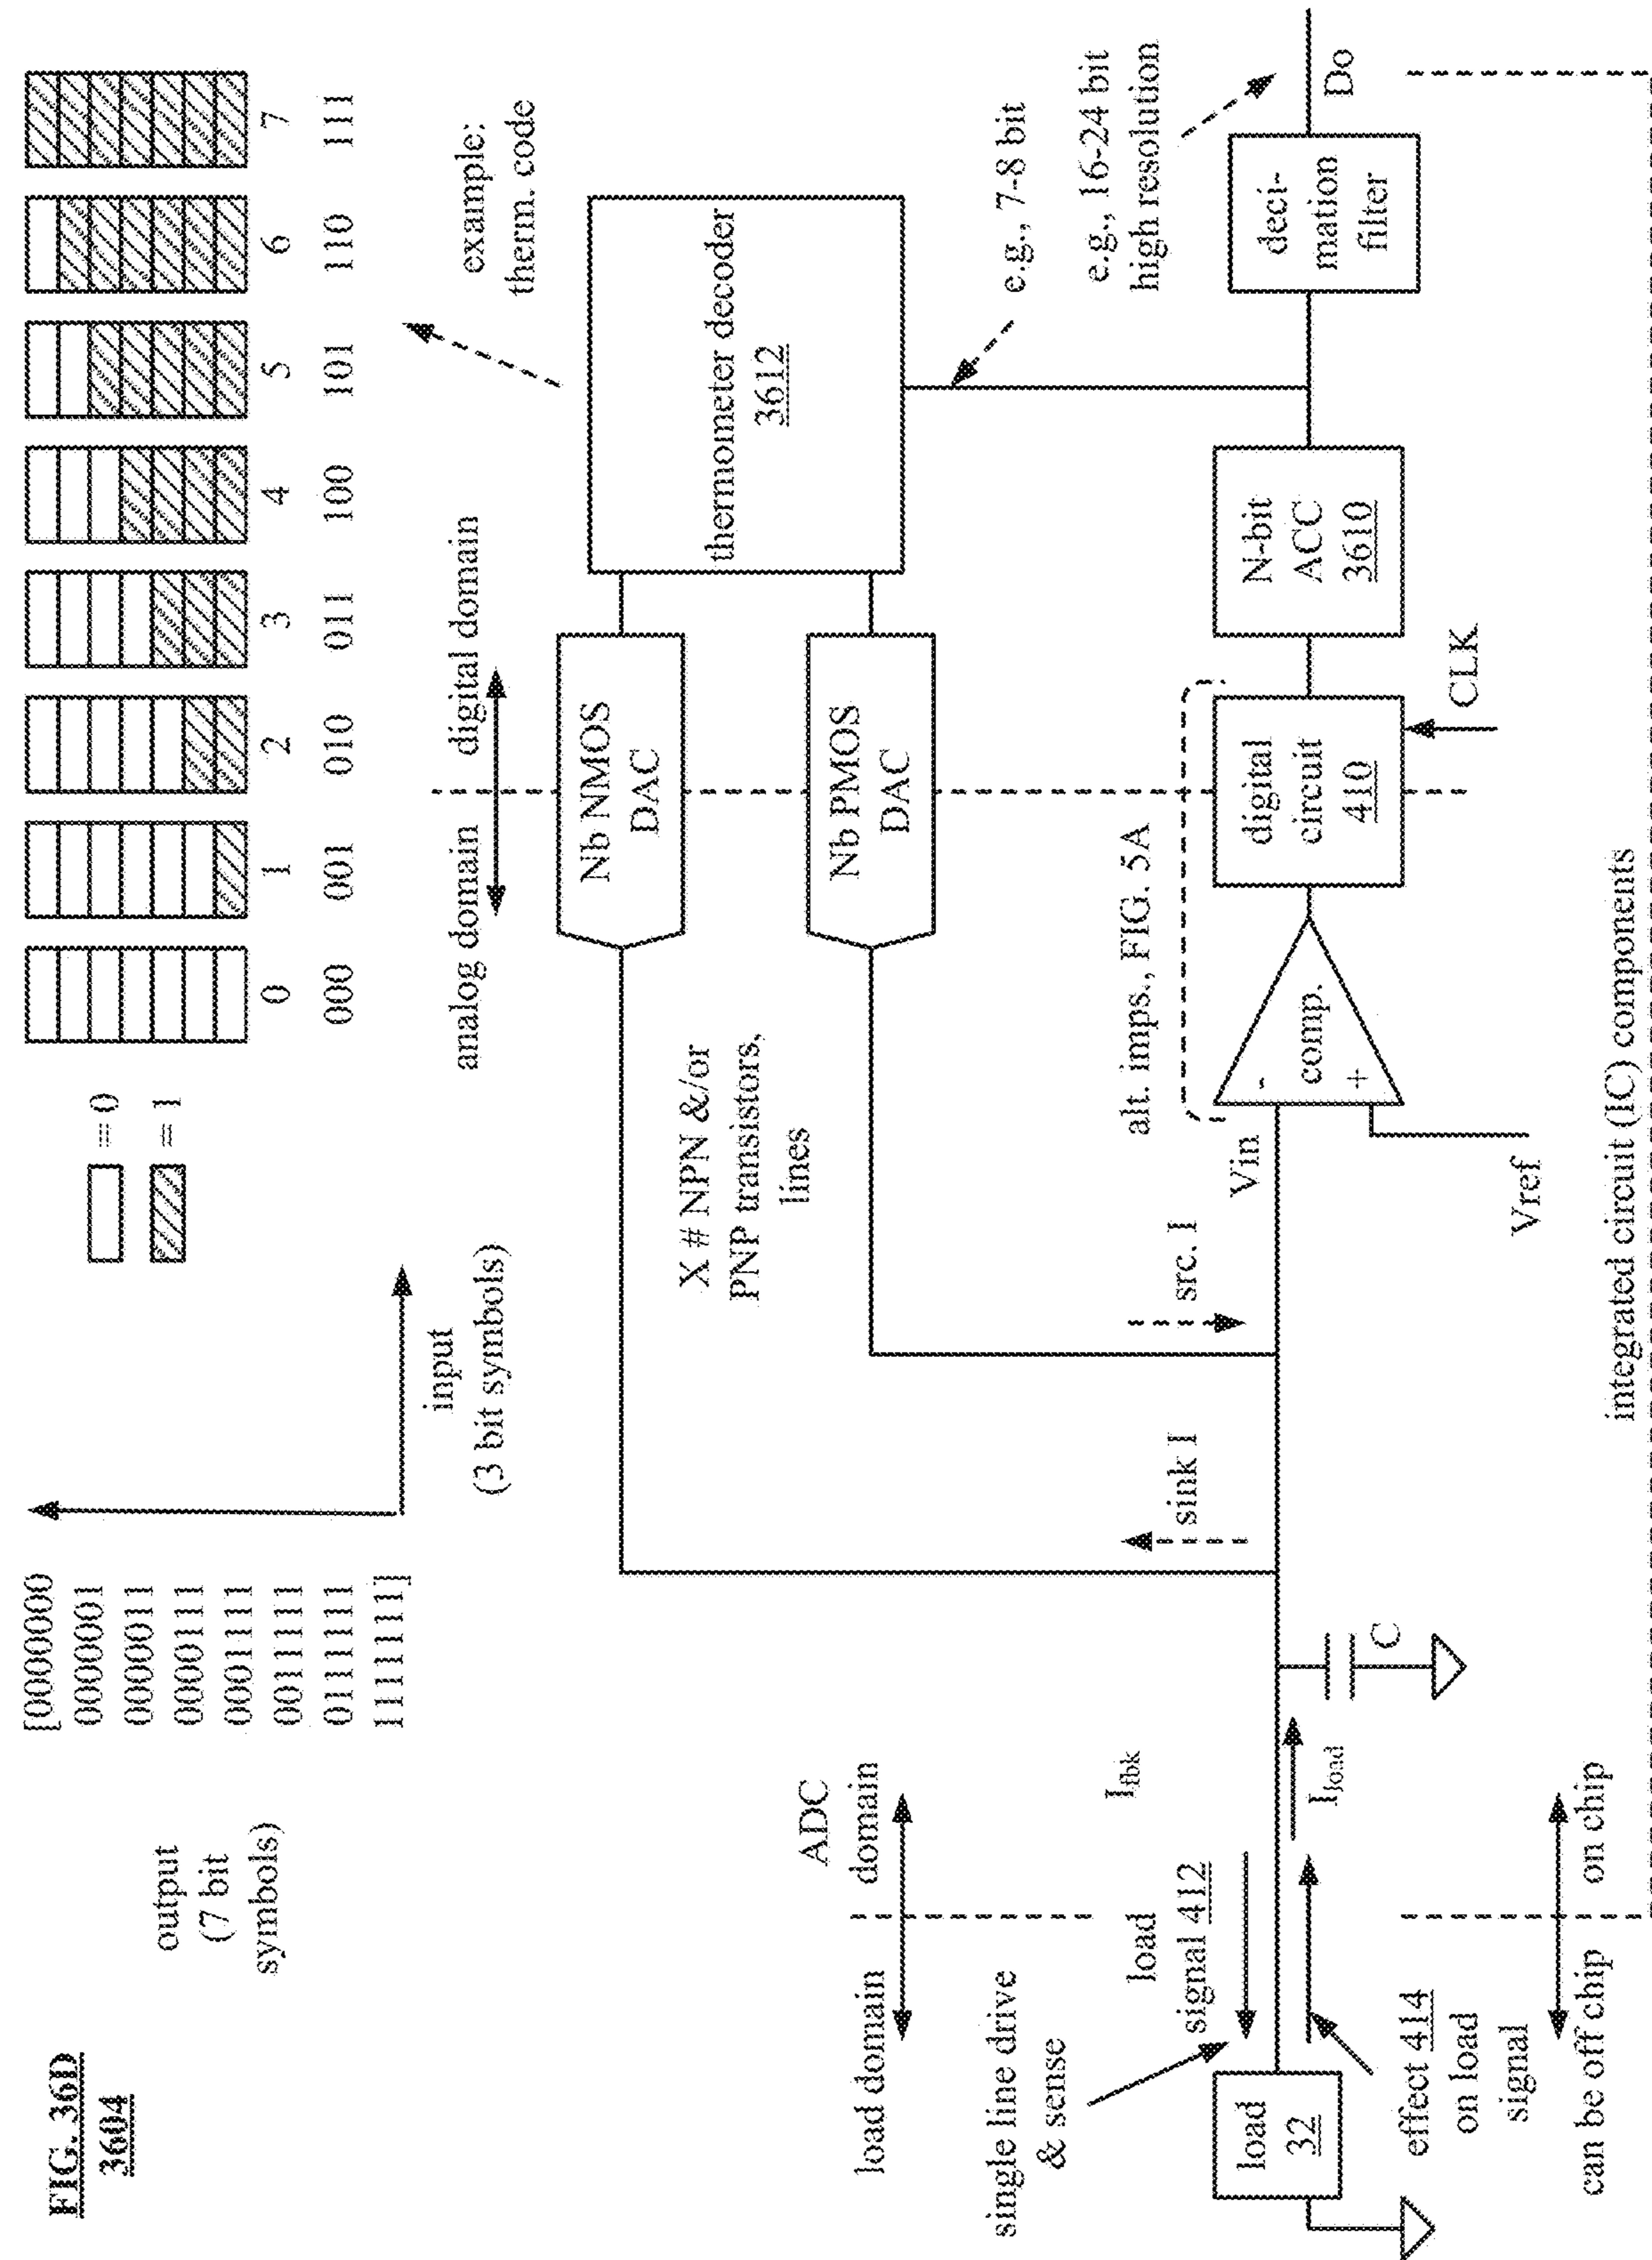 FIG. 36D
3604
output
(7 bit
symbols)
[0000000
0000001
0000011
0000111
0001111
0011111
0111111
1111111]
input
(3 bit symbols)
= 0
= 1
0
1
2
3
4
5
6
7
000
001
010
011
100
101
110
111
example:
therm. code
analog domain
digital domain
Nb NMOS
DAC
thermometer decoder
3612
X # NPN &/or
PNP transistors,
lines
Nb PMOS
DAC
e.g., 7-8 bit
e.g., 16-24 bit
high resolution
load domain
ADC
domain
single line drive
& sense
load
signal 412
Ifbk
sink I
src. I
alt. imps., FIG. 5A
Vin
-
comp.
+
Vref
digital
circuit
410
CLK
N-bit
ACC
3610
deci-
mation
filter
Do
load
32
Iload
C
effect 414
on load
signal
can be off chip
on chip
integrated circuit (IC) components